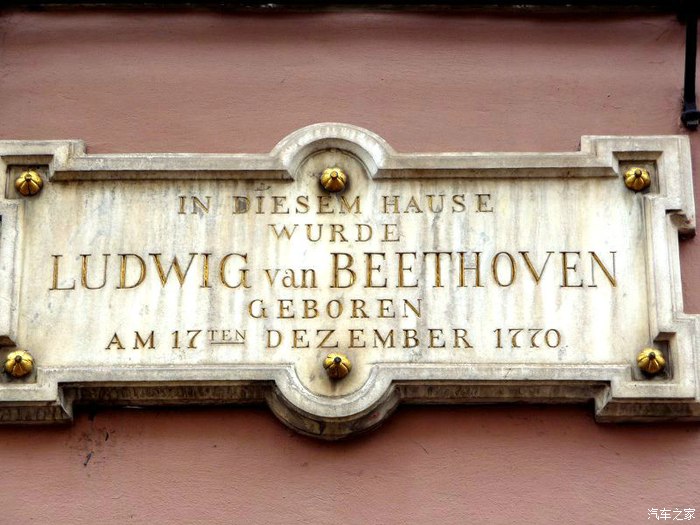 IN DIESEM HAUSE
WURDE
LUDWIG van BEETHOVEN
GEBOREN
AM 17TEN DEZEMBER 1770.
汽车之家